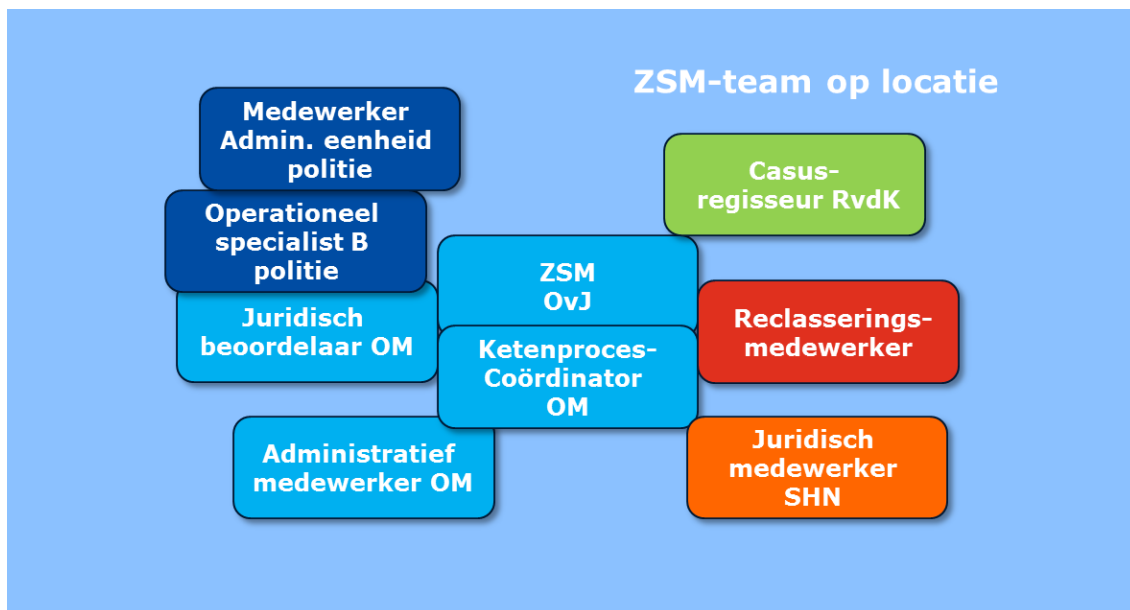 ZSM-team op locatie
Medewerker
Admin. eenheid
politie
Operationeel
specialist B
politie
Juridisch
beoordelaar OM
Administratief
medewerker OM
ZSM
OvJ
Ketenproces-
Coördinator
OM
Casus-
regisseur RvdK
Reclasserings-
medewerker
Juridisch
medewerker
SHN